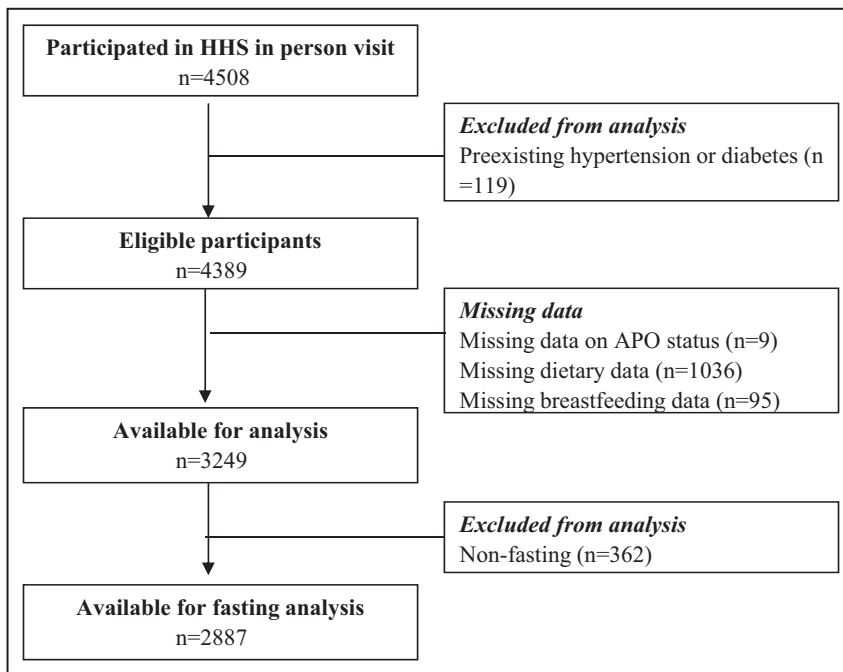 Participated in HHS in person visit
n=4508
Excluded from analysis
Preexisting hypertension or diabetes (n
=119)
Eligible participants
n=4389
Missing data
Missing data on APO status (n=9)
Missing dietary data (n=1036)
Missing breastfeeding data (n=95)
Available for analysis
n=3249
Excluded from analysis
Non-fasting (n=362)
Available for fasting analysis
n=2887